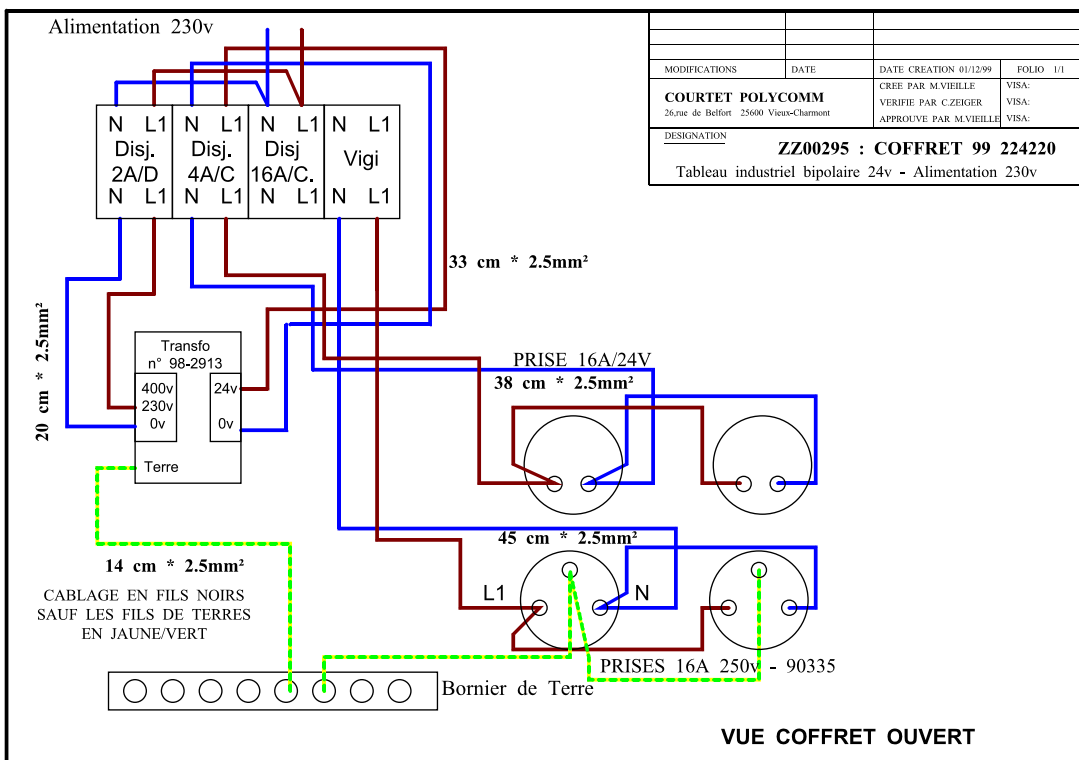 Alimentation 230v
MODIFICATIONS DATE DATE CREATION 01/12/99 FOLIO 1/1
COURTET POLYCOMM
26,rue de Belfort 25600 Vieux-Charmont
CREE PAR M.VIEILLE VISA:
VERIFIE PAR C.ZEIGER VISA:
APPROUVE PAR M.VIEILLE VISA:
DESIGNATION
ZZ00295 : COFFRET 99 224220
Tableau industriel bipolaire 24v - Alimentation 230v
N L1 N L1 N L1 N L1
Disj. Disj. Disj Vigi
2A/D 4A/C 16A/C.
N L1 N L1 N L1 N L1
33 cm * 2.5mm²
20 cm * 2.5mm²
Transfo
n° 98-2913
400v 24v
230v
0v 0v
Terre
PRISE 16A/24V
38 cm * 2.5mm²
45 cm * 2.5mm²
L1 N
14 cm * 2.5mm²
CABLAGE EN FILS NOIRS
SAUF LES FILS DE TERRES
EN JAUNE/VERT
PRISES 16A 250v - 90335
Bornier de Terre
VUE COFFRET OUVERT